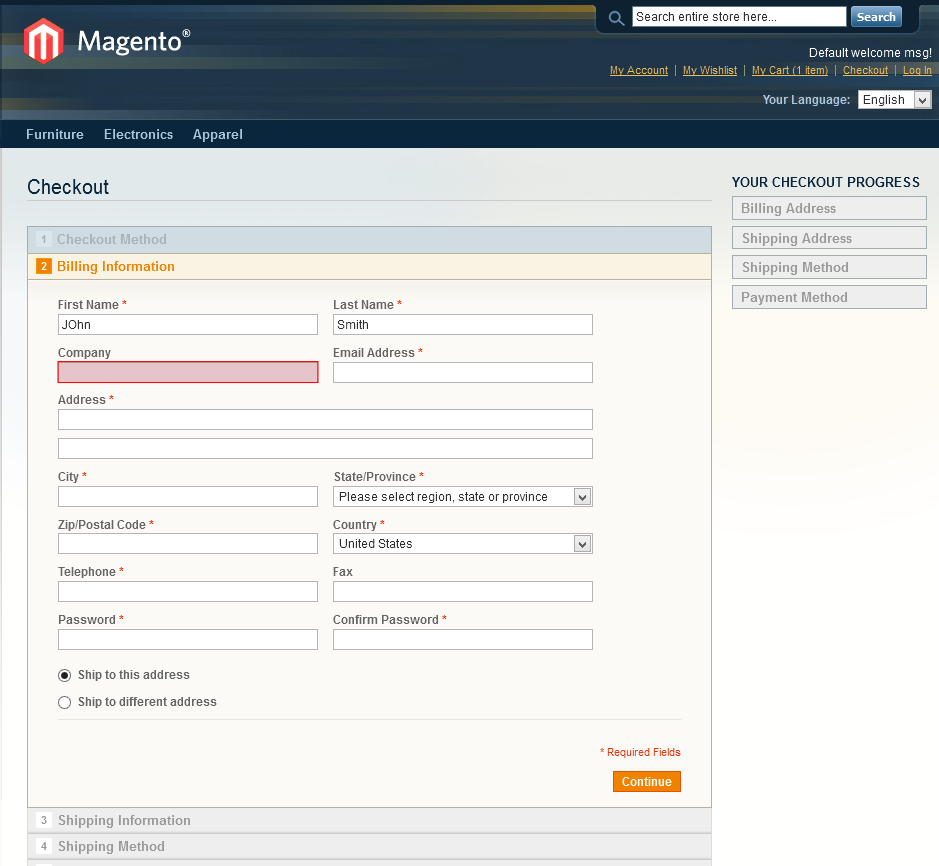 Search entire store here...
Search
Magento®
Default welcome msg!
My Account | My Wishlist | My Cart (1 item) | Checkout | Log In
Your Language: English
Furniture Electronics Apparel
Checkout
1 Checkout Method
2 Billing Information
First Name * Last Name *
JOhn Smith
Company Email Address *
Address *
City * State/Province *
Please select region, state or province
Zip/Postal Code * Country *
United States
Telephone * Fax
Password * Confirm Password *
Ship to this address
Ship to different address
* Required Fields
Continue
3 Shipping Information
4 Shipping Method
YOUR CHECKOUT PROGRESS
Billing Address
Shipping Address
Shipping Method
Payment Method